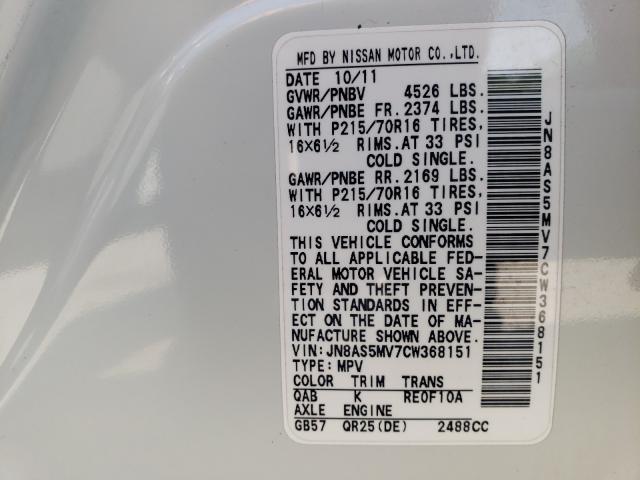 MFD BY NISSAN MOTOR CO.,LTD.
DATE 10/11
GVWR/PNBV 4526 LBS.
GAWR/PNBE FR.2374 LBS.
WITH P215/70R16 TIRES,
16X6½ RIMS.AT 33 PSI
COLD SINGLE.
GAWR/PNBE RR.2169 LBS.
WITH P215/70R16 TIRES,
16X6½ RIMS.AT 33 PSI
COLD SINGLE.
THIS VEHICLE CONFORMS
TO ALL APPLICABLE FED-
ERAL MOTOR VEHICLE SA-
FETY AND THEFT PREVEN-
TION STANDARDS IN EFF-
ECT ON THE DATE OF MA-
NUFACTURE SHOWN ABOVE.
VIN:JN8AS5MV7CW368151
TYPE:MPV
COLOR TRIM TRANS
QAB K RE0F10A
AXLE ENGINE
GB57 QR25(DE) 2488CC
JN8AS5MV7CW368151